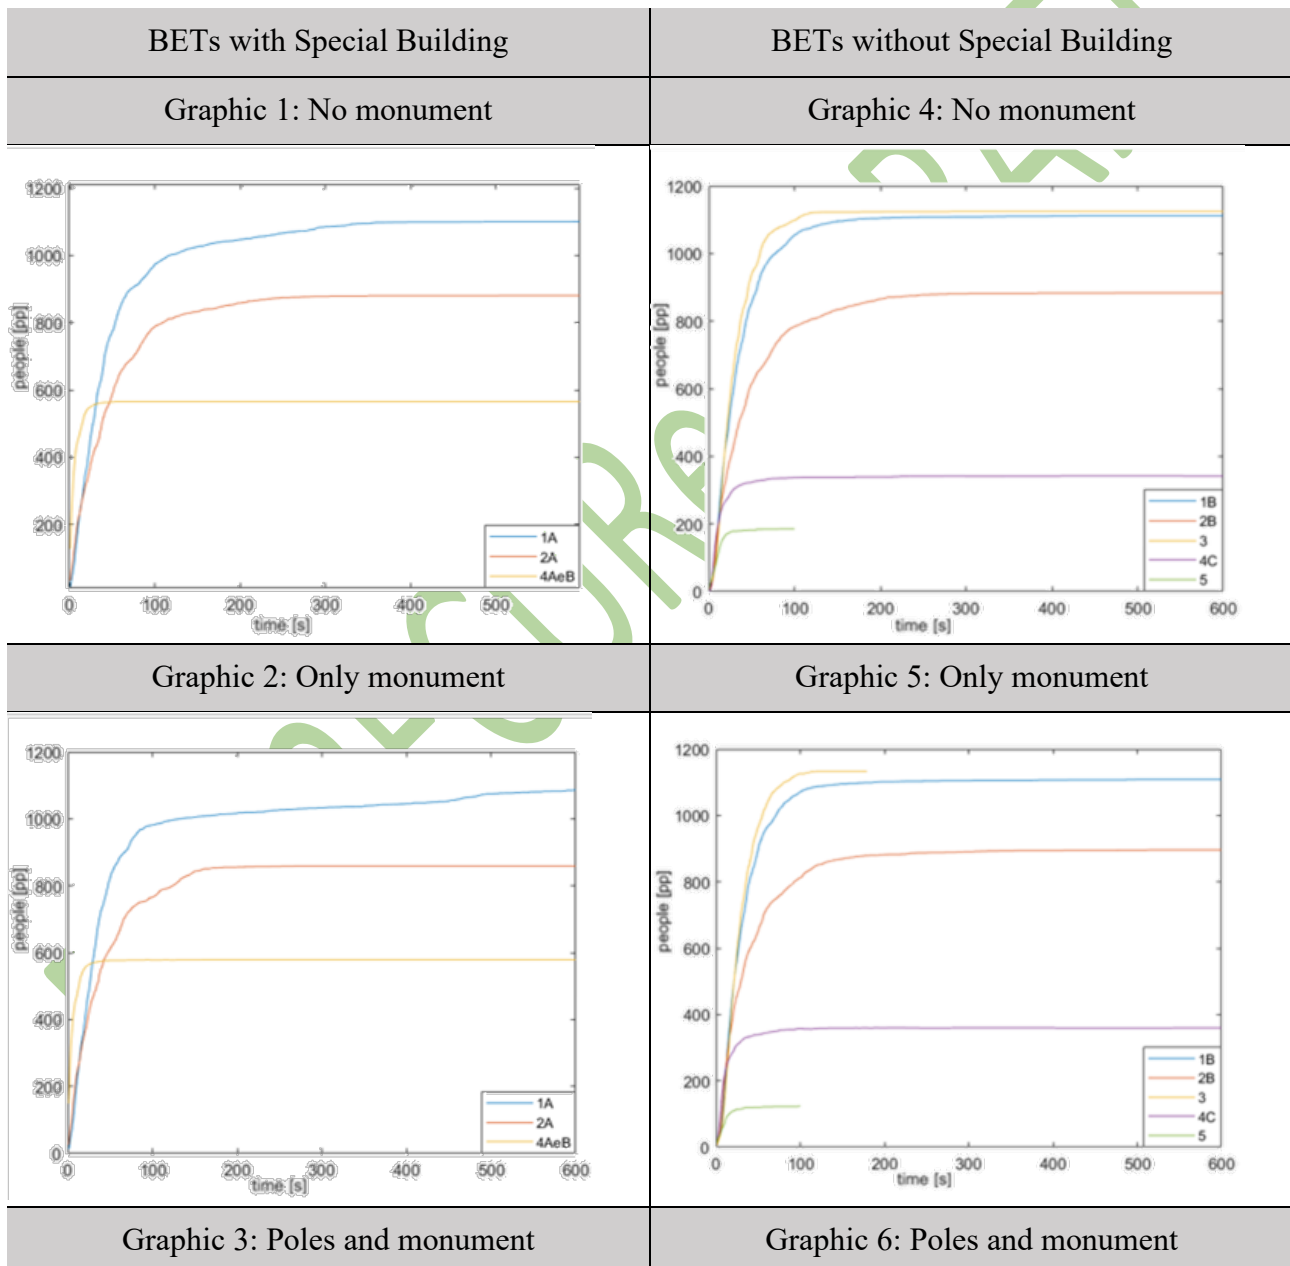 BETs with Special Building
BETs without Special Building
Graphic 1: No monument
Graphic 4: No monument
1200
1000
800
600
400
200
people [pp]
0
100
200
300
400
500
time [s]
1A
2A
4AeB
1200
1000
800
600
400
200
0
people [pp]
0
100
200
300
400
500
600
time [s]
1B
2B
3
4C
5
Graphic 2: Only monument
Graphic 5: Only monument
1200
1000
800
600
400
200
0
people [pp]
0
100
200
300
400
500
600
time [s]
1A
2A
4AeB
1200
1000
800
600
400
200
0
people [pp]
0
100
200
300
400
500
600
time [s]
1B
2B
3
4C
5
Graphic 3: Poles and monument
Graphic 6: Poles and monument